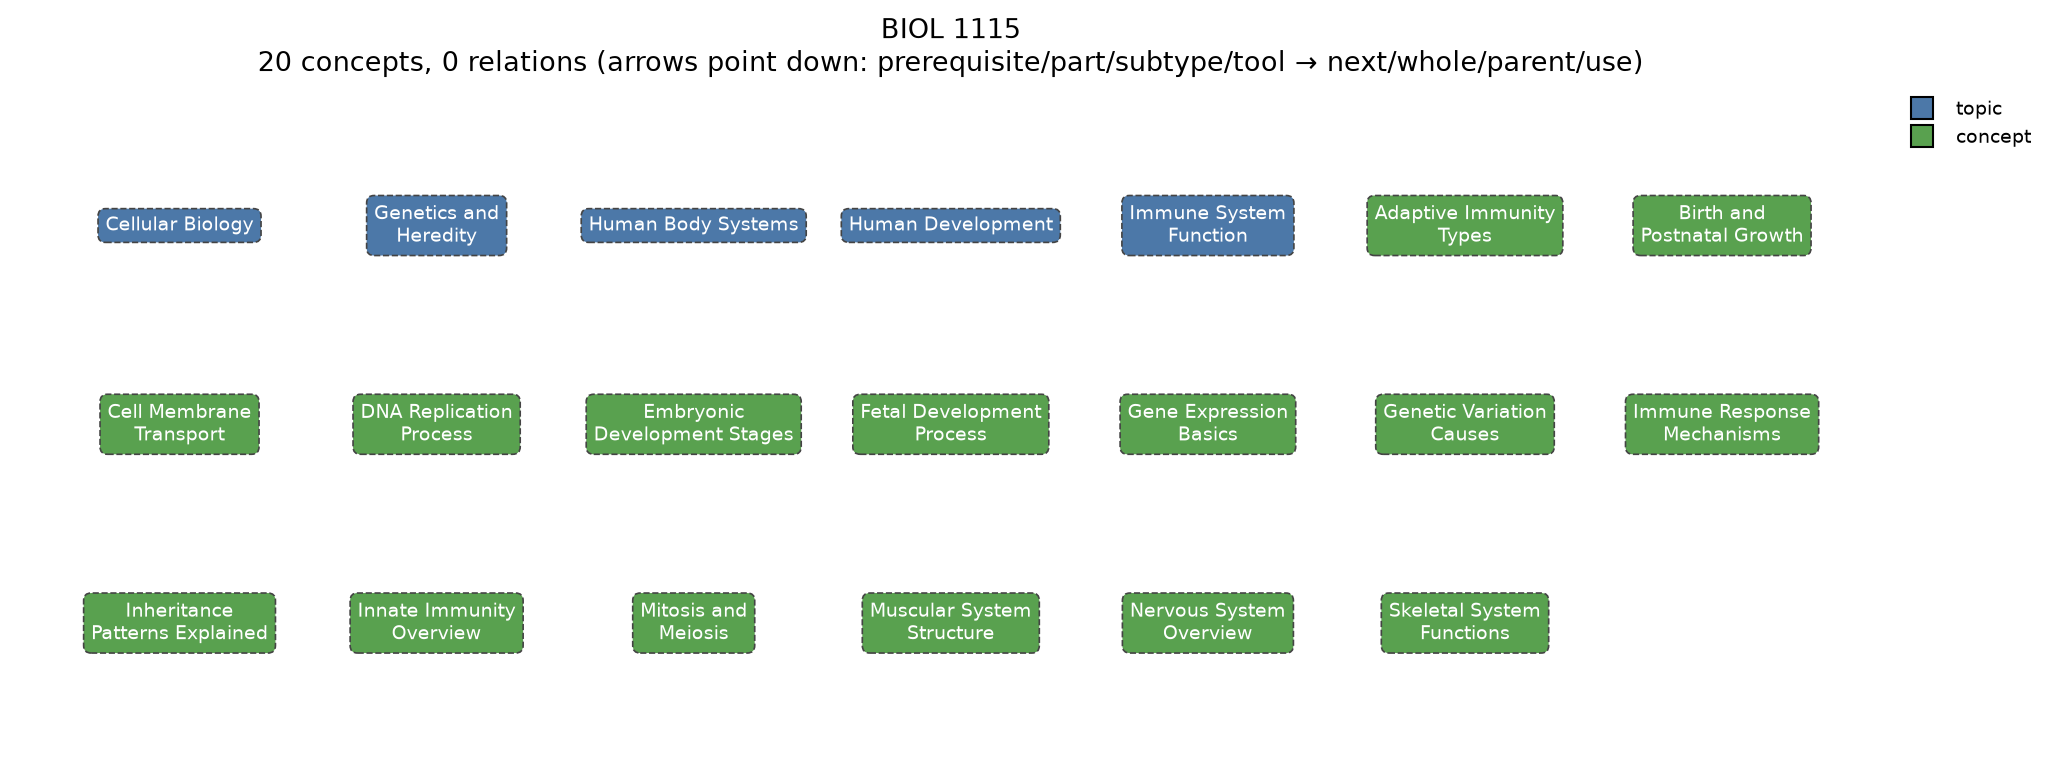 BIOL 1115
20 concepts, 0 relations (arrows point down: prerequisite/part/subtype/tool → next/whole/parent/use)
topic
concept
Cellular Biology
Genetics and
Heredity
Human Body Systems
Human Development
Immune System
Function
Adaptive Immunity
Types
Birth and
Postnatal Growth
Cell Membrane
Transport
DNA Replication
Process
Embryonic
Development Stages
Fetal Development
Process
Gene Expression
Basics
Genetic Variation
Causes
Immune Response
Mechanisms
Inheritance
Patterns Explained
Innate Immunity
Overview
Mitosis and
Meiosis
Muscular System
Structure
Nervous System
Overview
Skeletal System
Functions